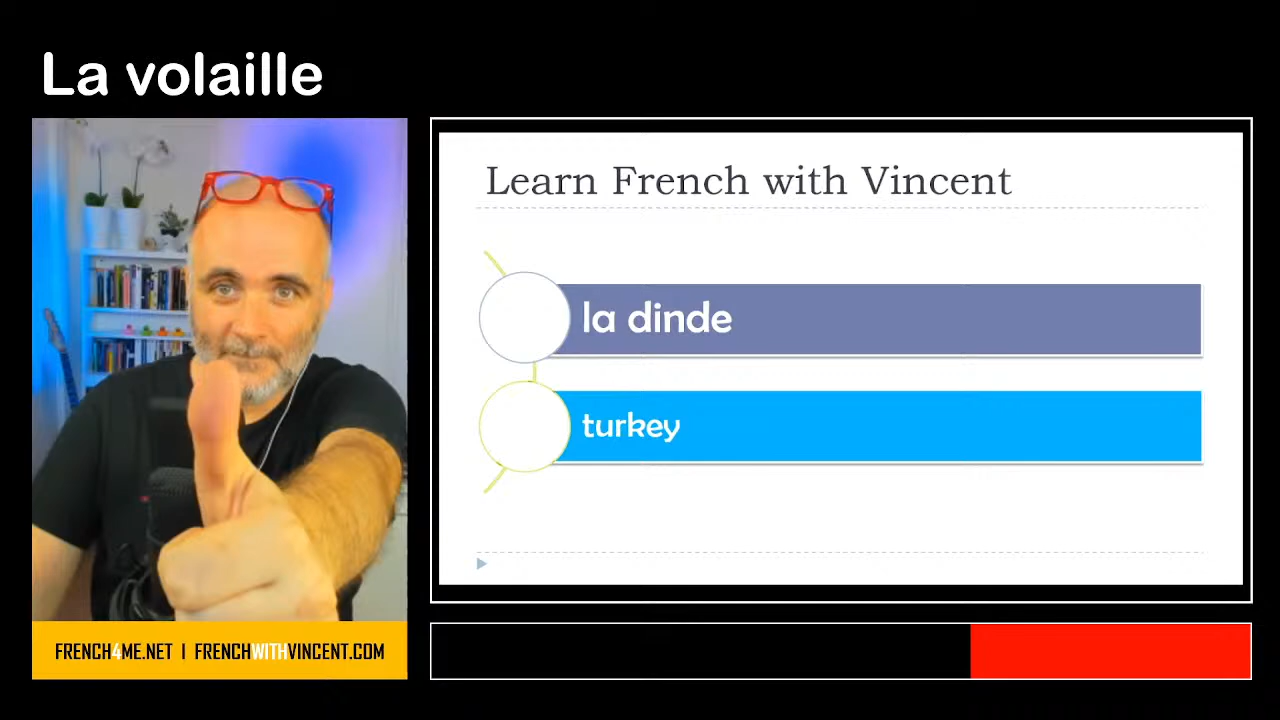 La volaille
Learn French with Vincent
la dinde
turkey
FRENCH4ME.NET | FRENCHWITHVINCENT.COM